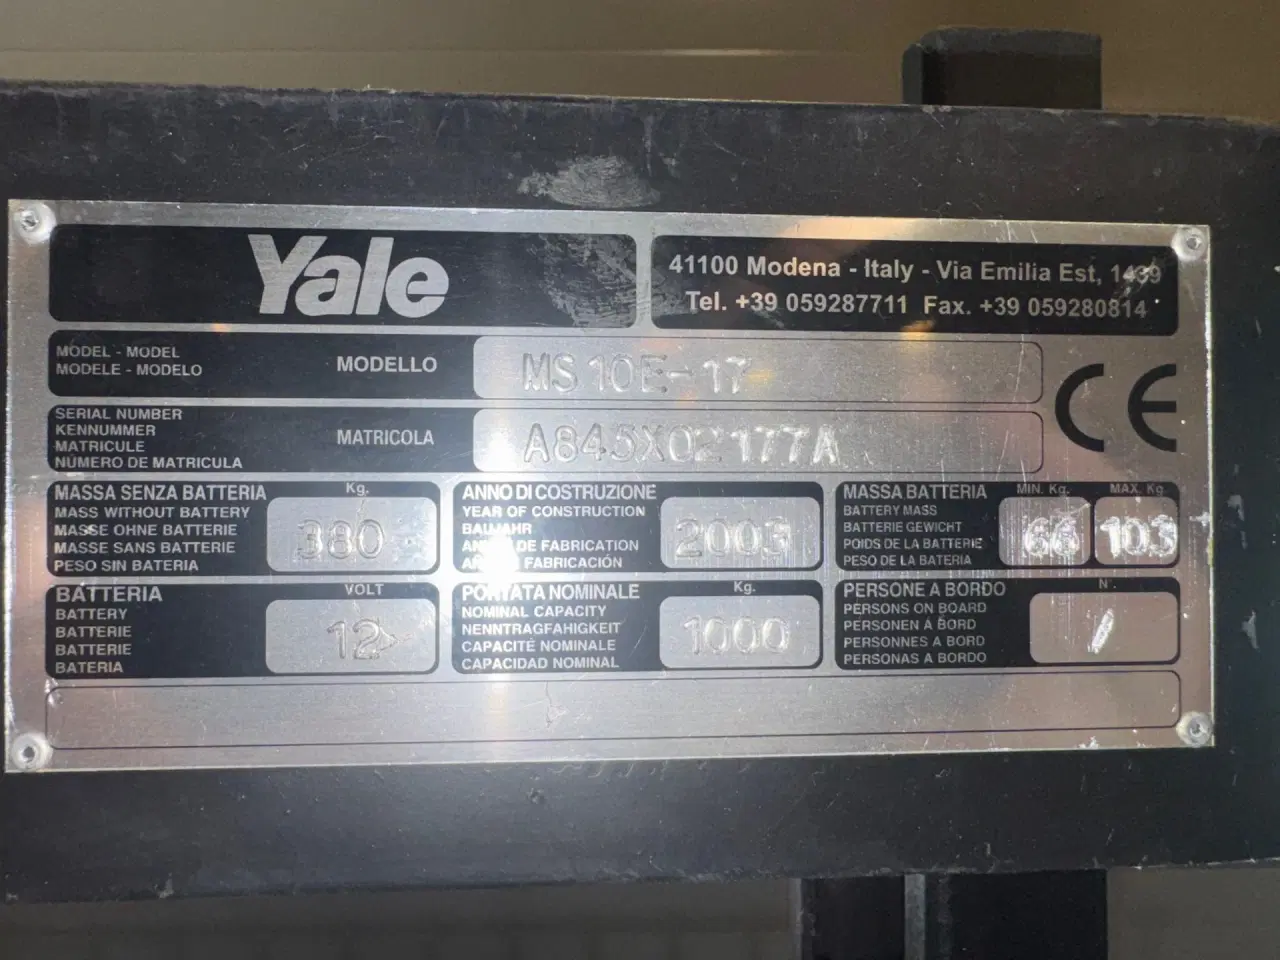 Yale
41100 Modena - Italy - Via Emilia Est, 1439
Tel. +39 059287711 Fax. +39 059280814
MODEL - MODEL
MODELE - MODELO
MODELLO
MS10E-17
SERIAL NUMBER
KENNUMMER
MATRICULE
NÚMERO DE MATRICULA
MATRICOLA
A845X02177A
CE
MASSA SENZA BATTERIA
MASS WITHOUT BATTERY
MASSE OHNE BATTERIE
MASSE SANS BATTERIE
PESO SIN BATERIA
Kg.
380
ANNO DI COSTRUZIONE
YEAR OF CONSTRUCTION
BAUJAHR
DE FABRICATION
FABRICACIÓN
2003
MASSA BATTERIA
BATTERY MASS
BATTERIE GEWICHT
POIDS DE LA BATTERIE
PESO DE LA BATERIA
MIN. Kg.
66
MAX. Kg.
103
BATTERIA
BATTERY
BATTERIE
BATTERIE
BATERIA
VOLT
12
PORTATA NOMINALE
NOMINAL CAPACITY
NENNTRAGFAHIGKEIT
CAPACITÉ NOMINALE
CAPACIDAD NOMINAL
Kg.
1000
PERSONE A BORDO
PERSONS ON BOARD
PERSONEN A BORD
PERSONNES A BORD
PERSONAS A BORDO
N°.
/